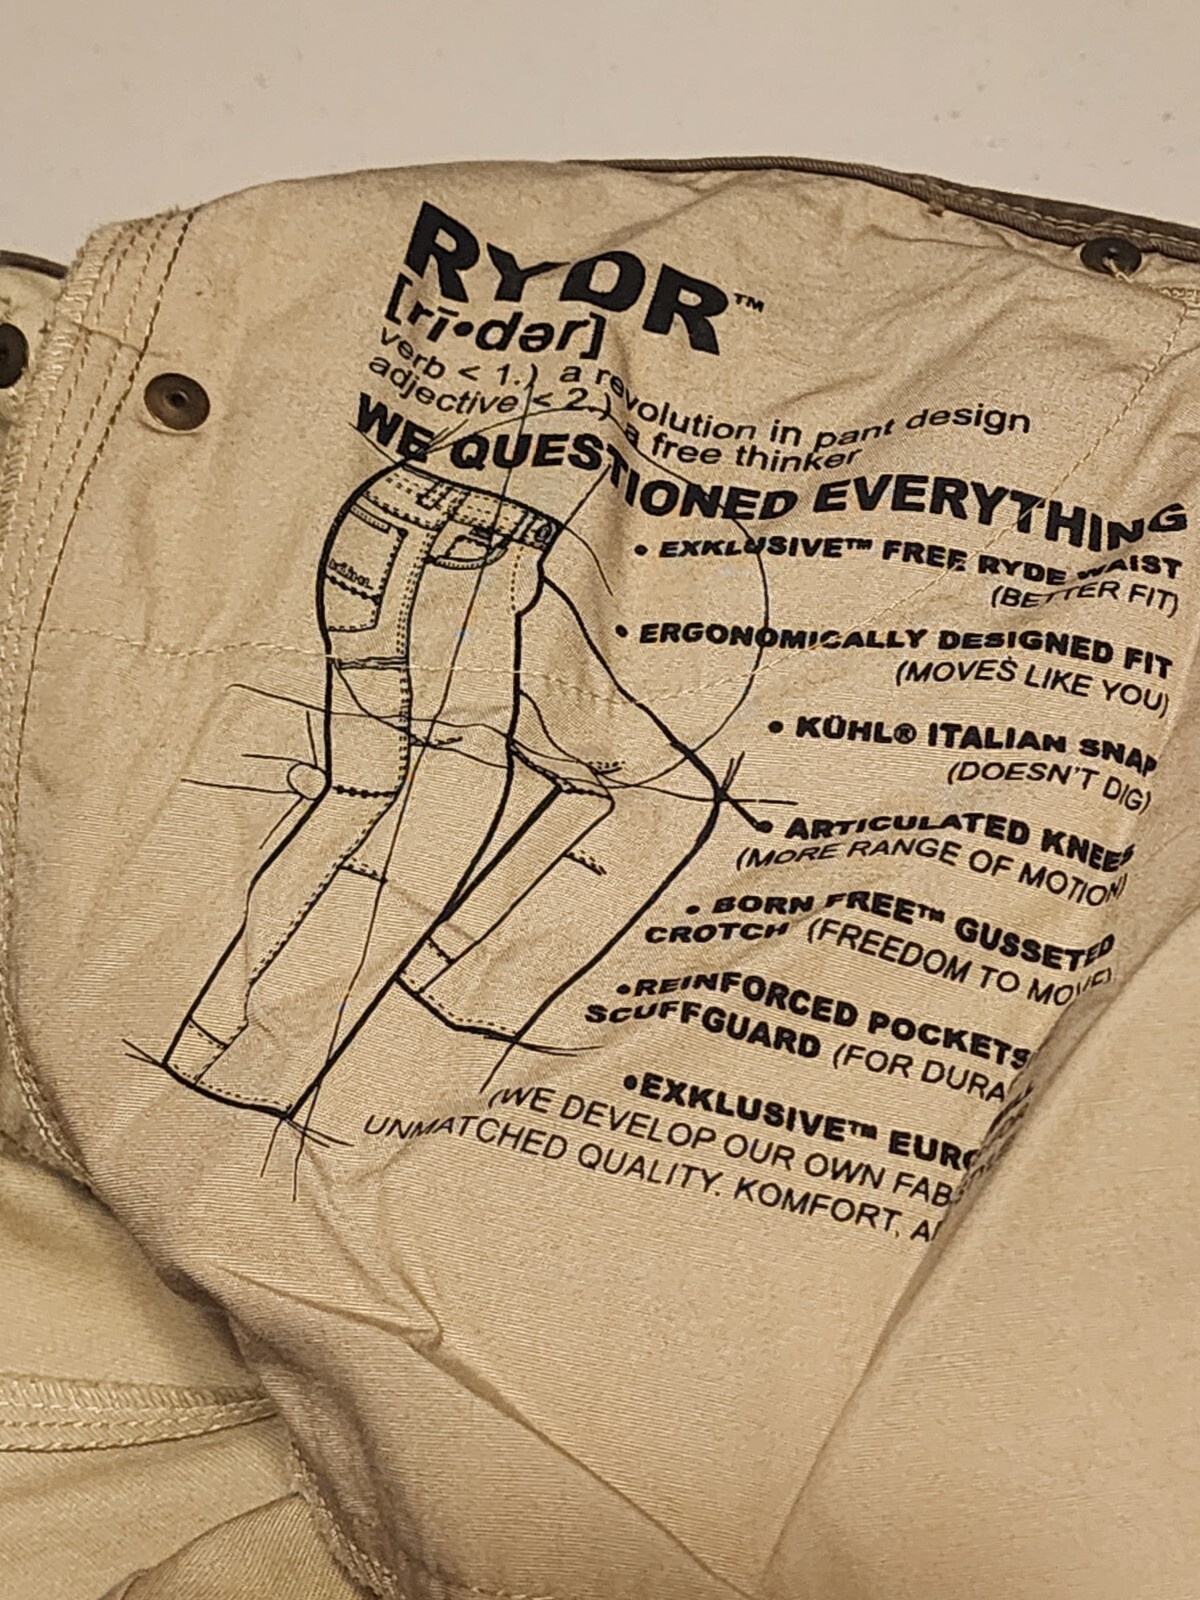 RYDR™
[rī•dər]
verb < 1.) a revolution in pant design
adjective < 2.) a free thinker
WE QUESTIONED EVERYTHING
• EXKLUSIVE™ FREE RYDE WAIST
(BETTER FIT)
• ERGONOMICALLY DESIGNED FIT
(MOVES LIKE YOU)
• KÜHL® ITALIAN SNAP
(DOESN'T DIG)
• ARTICULATED KNEES
(MORE RANGE OF MOTION)
• BORN FREE™ GUSSETED
CROTCH (FREEDOM TO MOVE)
•REINFORCED POCKETS
SCUFFGUARD (FOR
•EXKLUSIVE™
(WE DEVELOP OUR OWN
UNMATCHED QUALITY. KOMFORT,